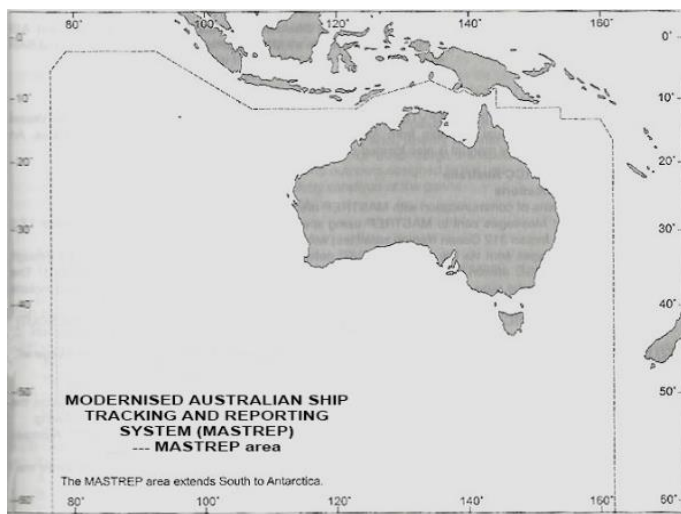 80° 100° 120° 140° 160°
0° 0°
10° 10°
20° 20°
30° 30°
40° 40°
50° 50°
MODERNISED AUSTRALIAN SHIP
TRACKING AND REPORTING
SYSTEM (MASTREP)
--- MASTREP area
The MASTREP area extends South to Antarctica.
60° 60°
80° 100° 120° 140° 160°